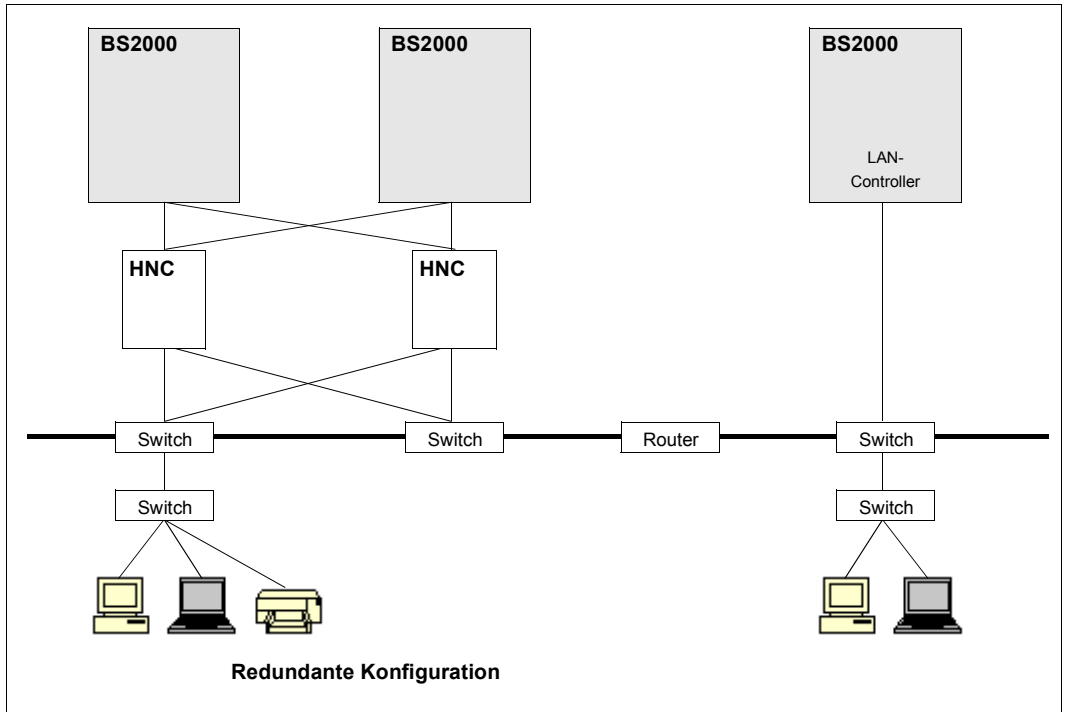 BS2000
BS2000
BS2000
LAN-
Controller
HNC
HNC
Switch
Switch
Router
Switch
Switch
Switch
Redundante Konfiguration